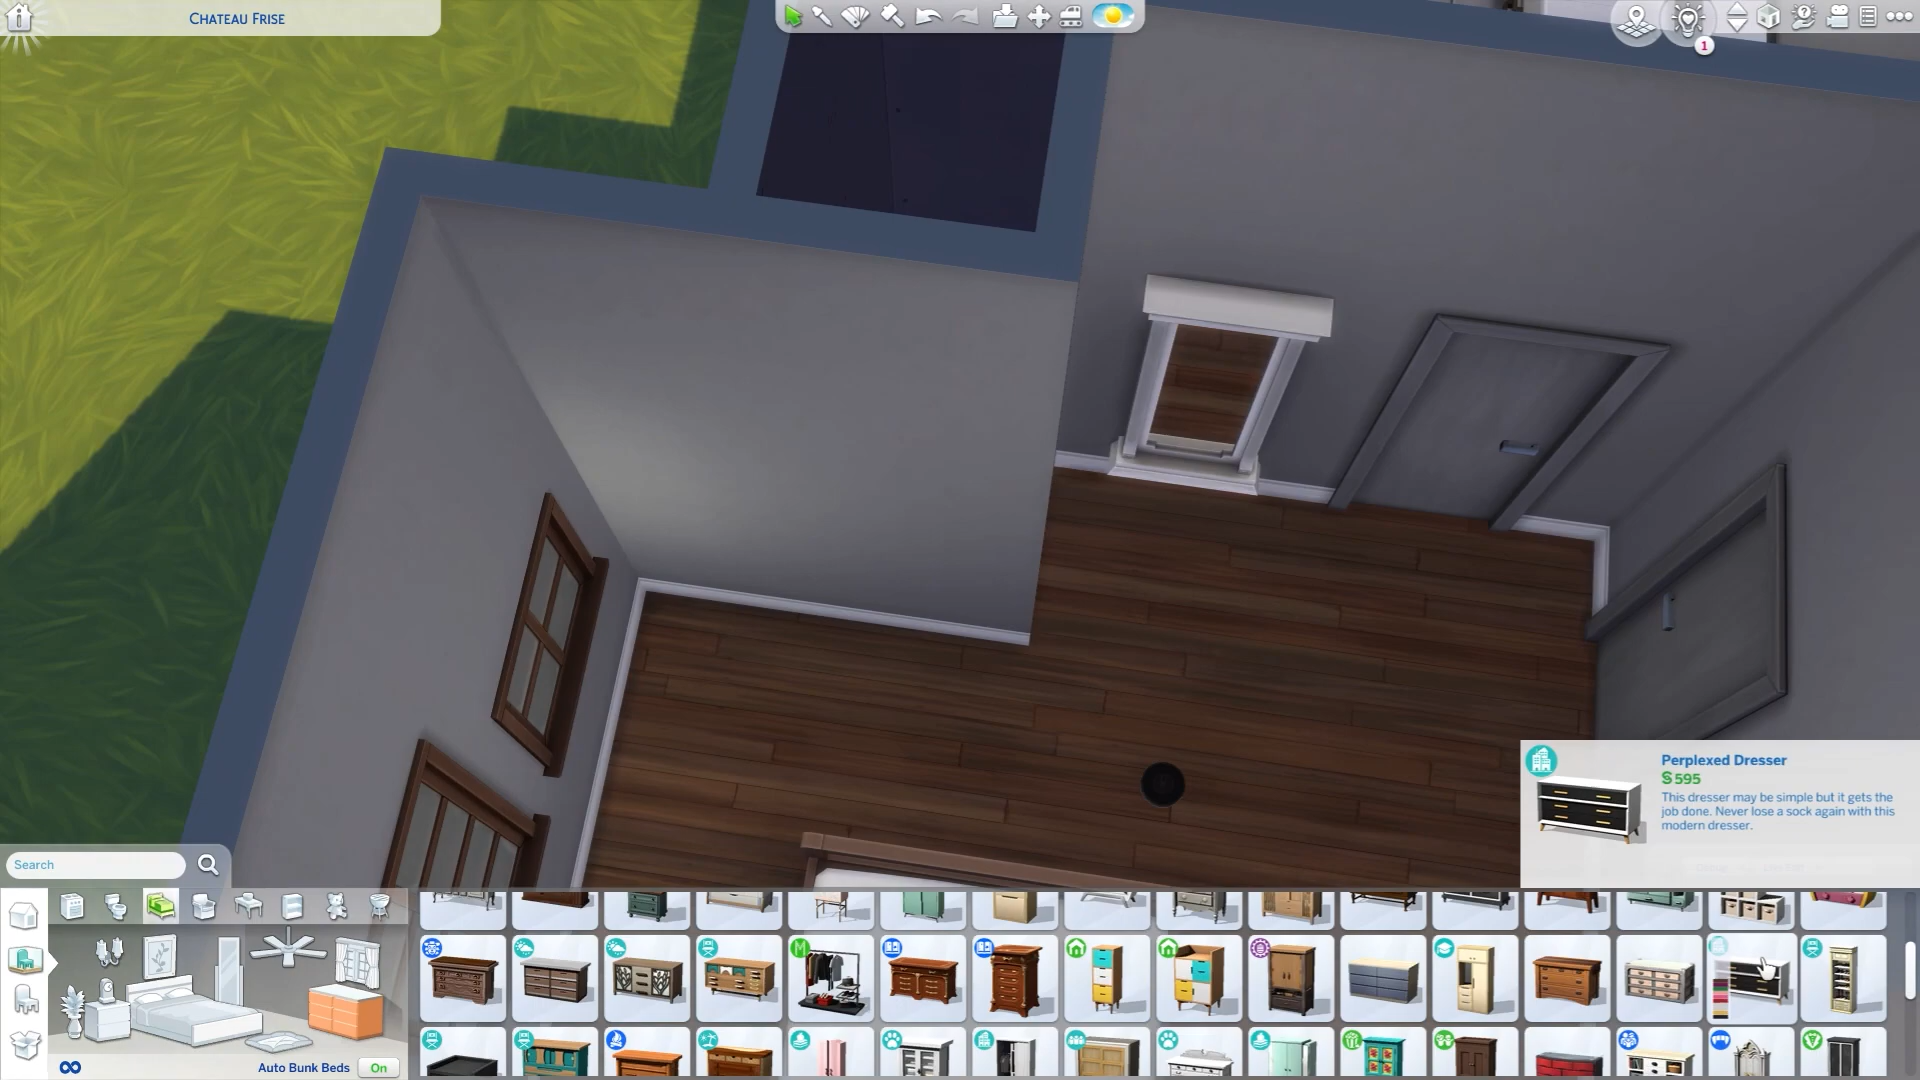 CHATEAU FRISE
1
Perplexed Dresser
§595
This dresser may be simple but it gets the
job done. Never lose a sock again with this
modern dresser.
Search
Auto Bunk Beds
On